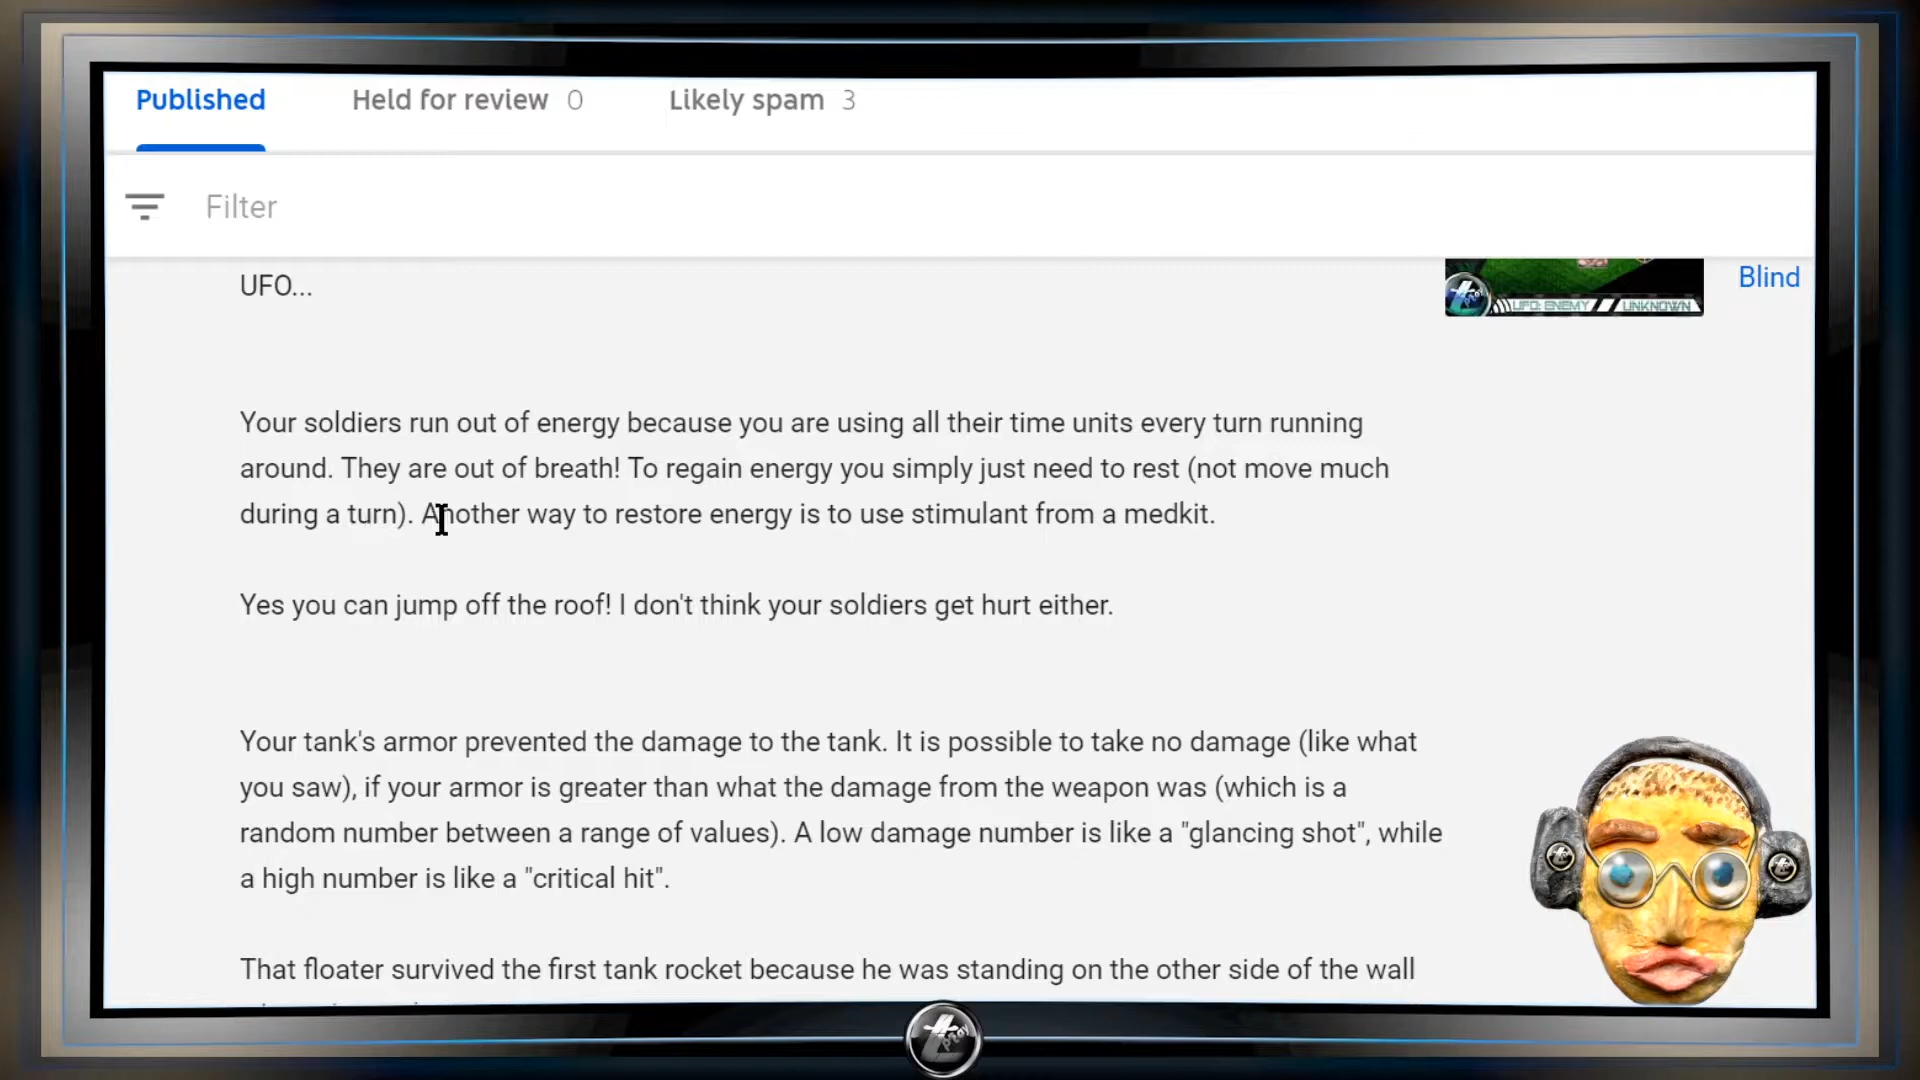 Published Held for review 0 Likely spam 3
Filter
UFO...
Blind
UFO: ENEMY UNKNOWN
Your soldiers run out of energy because you are using all their time units every turn running
around. They are out of breath! To regain energy you simply just need to rest (not move much
during a turn). Another way to restore energy is to use stimulant from a medkit.
Yes you can jump off the roof! I don't think your soldiers get hurt either.
Your tank's armor prevented the damage to the tank. It is possible to take no damage (like what
you saw), if your armor is greater than what the damage from the weapon was (which is a
random number between a range of values). A low damage number is like a "glancing shot", while
a high number is like a "critical hit".
That floater survived the first tank rocket because he was standing on the other side of the wall